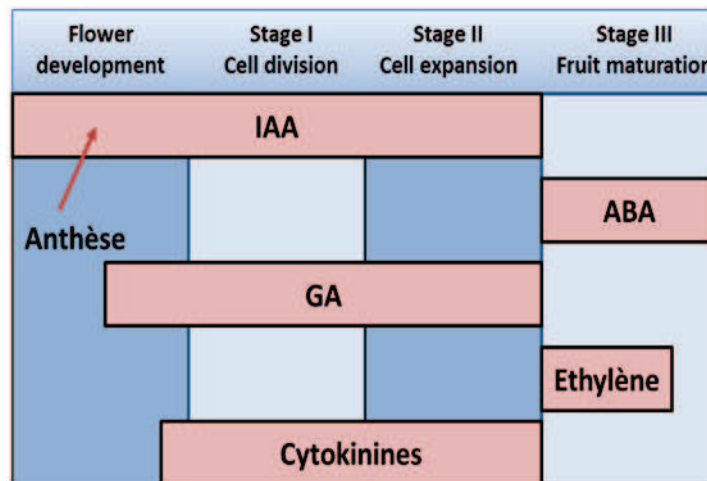 Flower development
Stage I
Cell division
Stage II
Cell expansion
Stage III
Fruit maturation
IAA
Anthèse
ABA
GA
Ethylène
Cytokinines